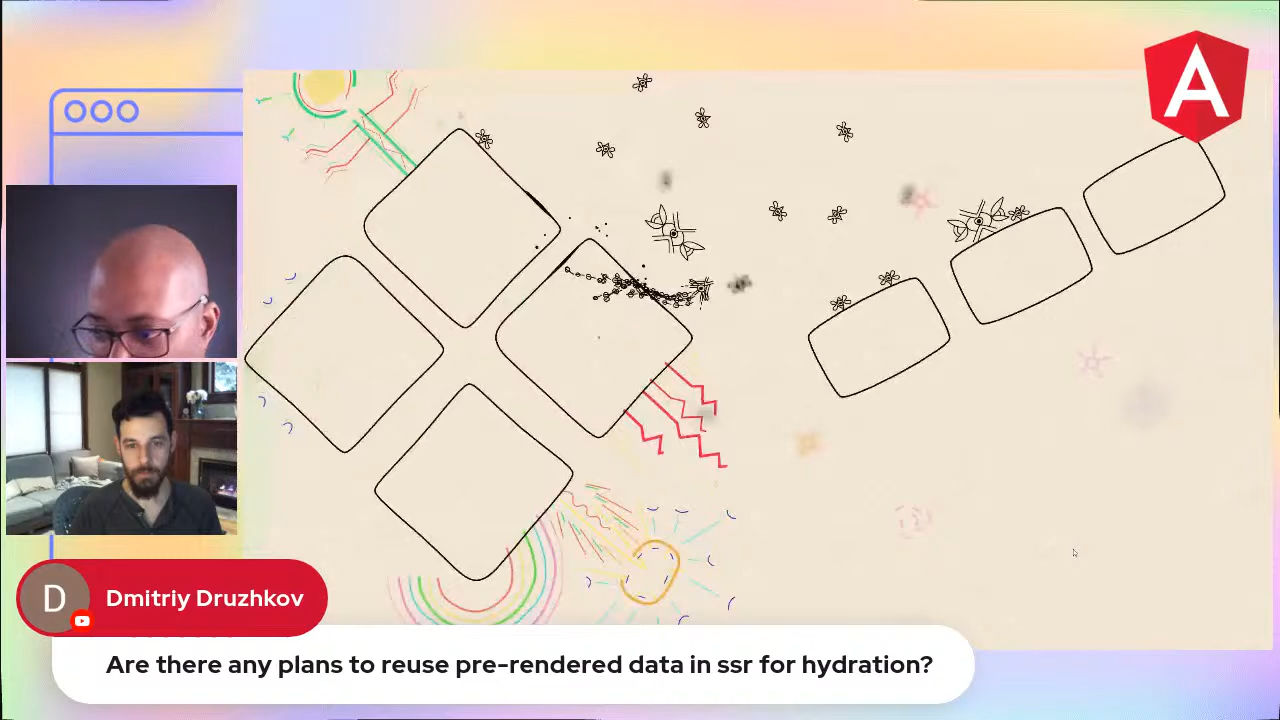 A
D
Dmitriy Druzhkov
Are there any plans to reuse pre-rendered data in ssr for hydration?